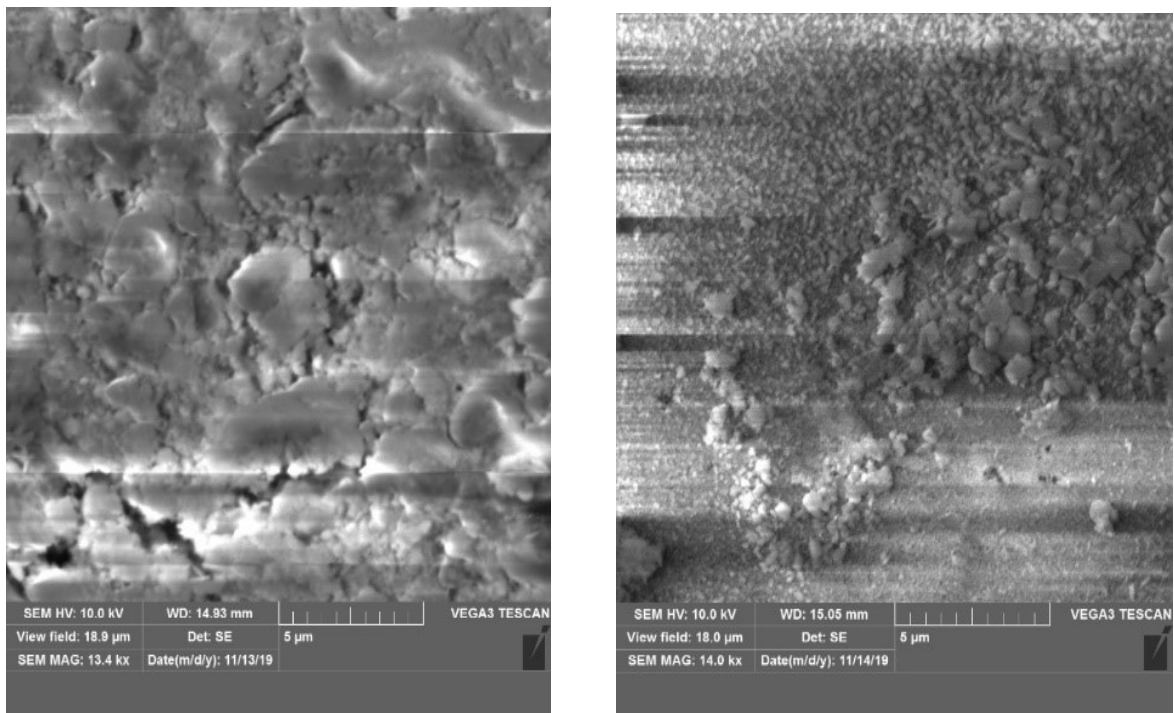 SEM HV: 10.0 kV WD: 14.93 mm VEGA3 TESCAN
View field: 18.9 µm Det: SE 5 µm
SEM MAG: 13.4 kx Date(m/d/y): 11/13/19
SEM HV: 10.0 kV WD: 15.05 mm VEGA3 TESCAN
View field: 18.0 µm Det: SE 5 µm
SEM MAG: 14.0 kx Date(m/d/y): 11/14/19